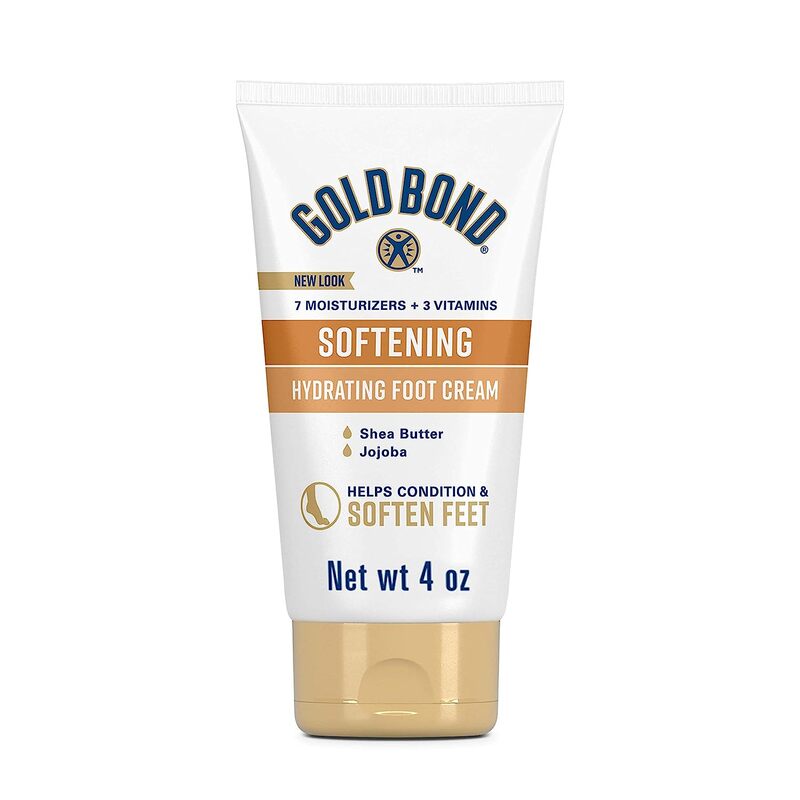 GOLD BOND®
™
NEW LOOK
7 MOISTURIZERS + 3 VITAMINS
SOFTENING
HYDRATING FOOT CREAM
Shea Butter
Jojoba
HELPS CONDITION &
SOFTEN FEET
Net wt 4 oz